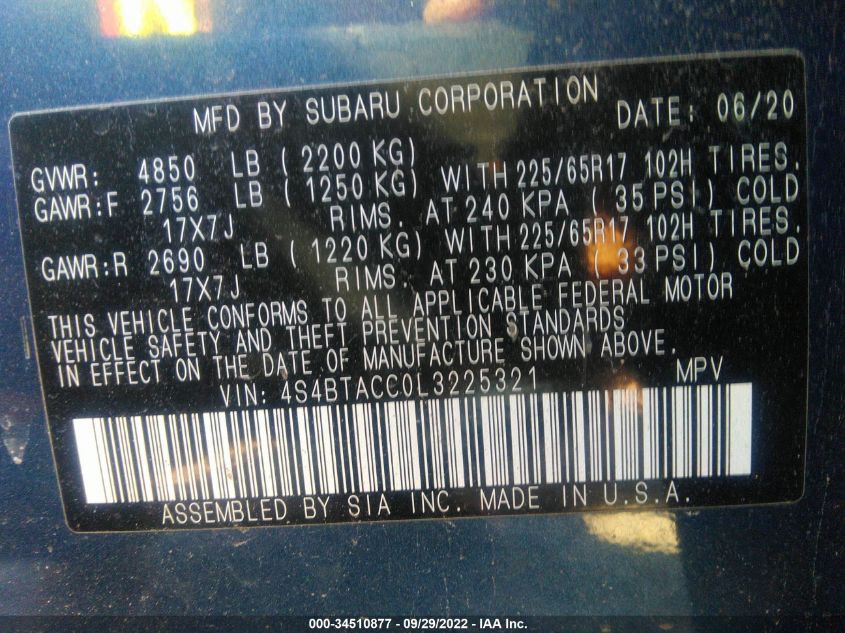 MFD BY SUBARU CORPORATION DATE: 06/20
GVWR: 4850 LB ( 2200 KG)
GAWR:F 2756 LB ( 1250 KG) WITH 225/65R17 102H TIRES.
17X7J RIMS. AT 240 KPA ( 35 PSI) COLD
GAWR:R 2690 LB ( 1220 KG) WITH 225/65R17 102H TIRES.
17X7J RIMS. AT 230 KPA ( 33 PSI) COLD
THIS VEHICLE CONFORMS TO ALL APPLICABLE FEDERAL MOTOR
VEHICLE SAFETY AND THEFT PREVENTION STANDARDS
IN EFFECT ON THE DATE OF MANUFACTURE SHOWN ABOVE.
VIN: 4S4BTACC0L3225321 MPV
ASSEMBLED BY SIA INC. MADE IN U.S.A.
000-34510877 - 09/29/2022 - IAA Inc.